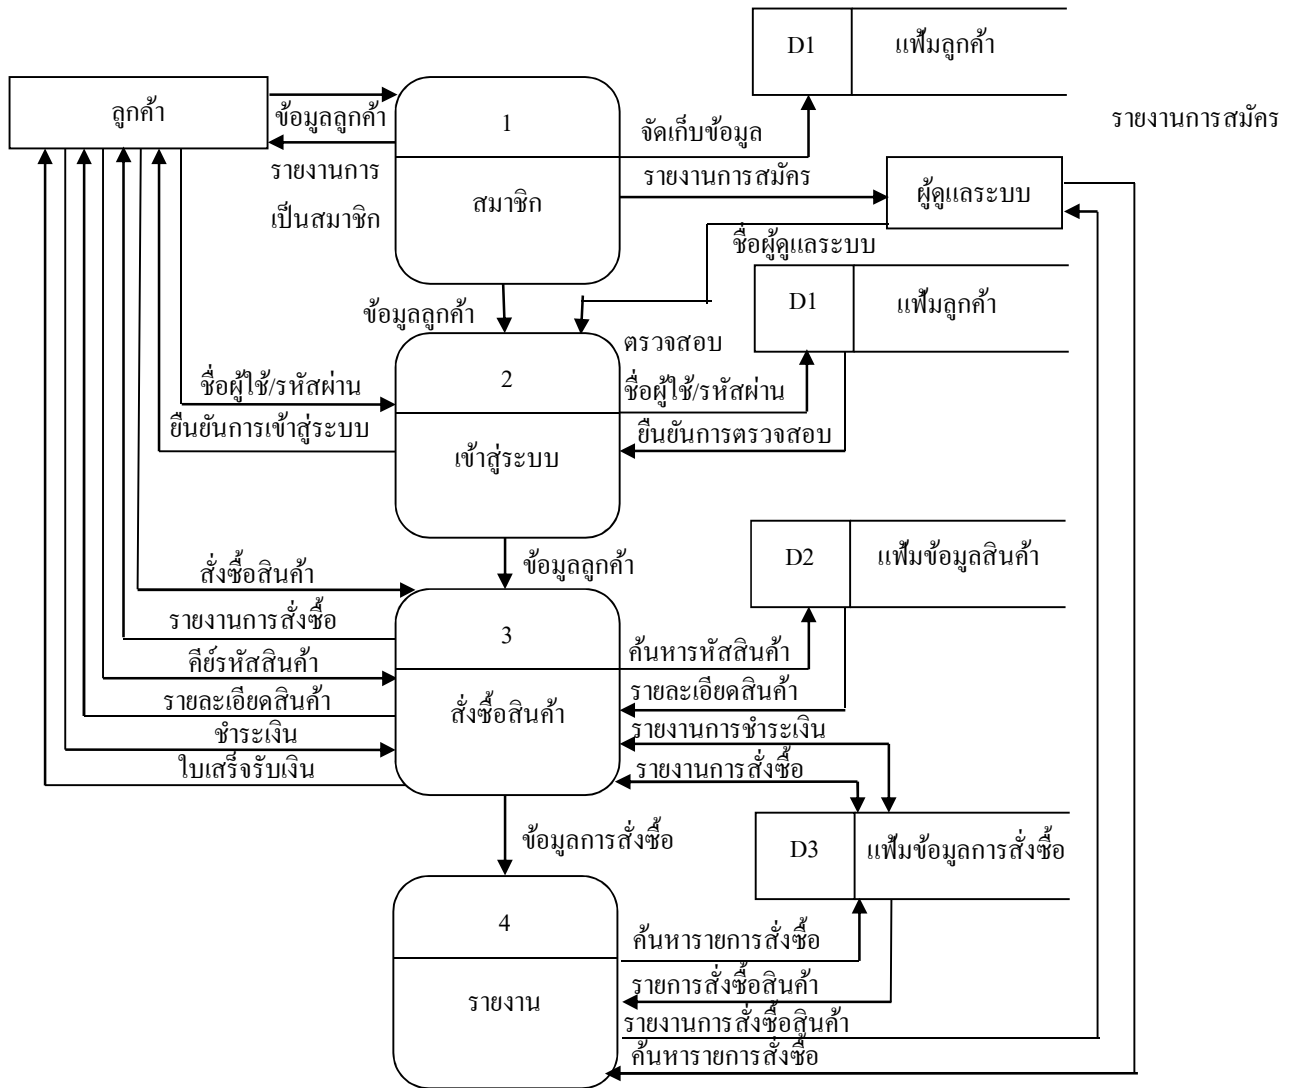 D1
แฟ้มลูกค้า
ลูกค้า
ข้อมูลลูกค้า
1
จัดเก็บข้อมูล
รายงานการสมัคร
รายงานการ
เป็นสมาชิก
สมาชิก
รายงานการสมัคร
ผู้ดูแลระบบ
ชื่อผู้ดูแลระบบ
ข้อมูลลูกค้า
D1
แฟ้มลูกค้า
ตรวจสอบ
2
ชื่อผู้ใช้/รหัสผ่าน
ชื่อผู้ใช้/รหัสผ่าน
ยืนยันการเข้าสู่ระบบ
ยืนยันการตรวจสอบ
เข้าสู่ระบบ
D2
แฟ้มข้อมูลสินค้า
ข้อมูลลูกค้า
สั่งซื้อสินค้า
รายงานการสั่งซื้อ
3
คีย์รหัสสินค้า
ค้นหารหัสสินค้า
รายละเอียดสินค้า
รายละเอียดสินค้า
สั่งซื้อสินค้า
ชำระเงิน
รายงานการชำระเงิน
ใบเสร็จรับเงิน
รายงานการสั่งซื้อ
ข้อมูลการสั่งซื้อ
D3
แฟ้มข้อมูลการสั่งซื้อ
4
ค้นหารายการสั่งซื้อ
รายการสั่งซื้อสินค้า
รายงาน
รายงานการสั่งซื้อสินค้า
ค้นหารายการสั่งซื้อ